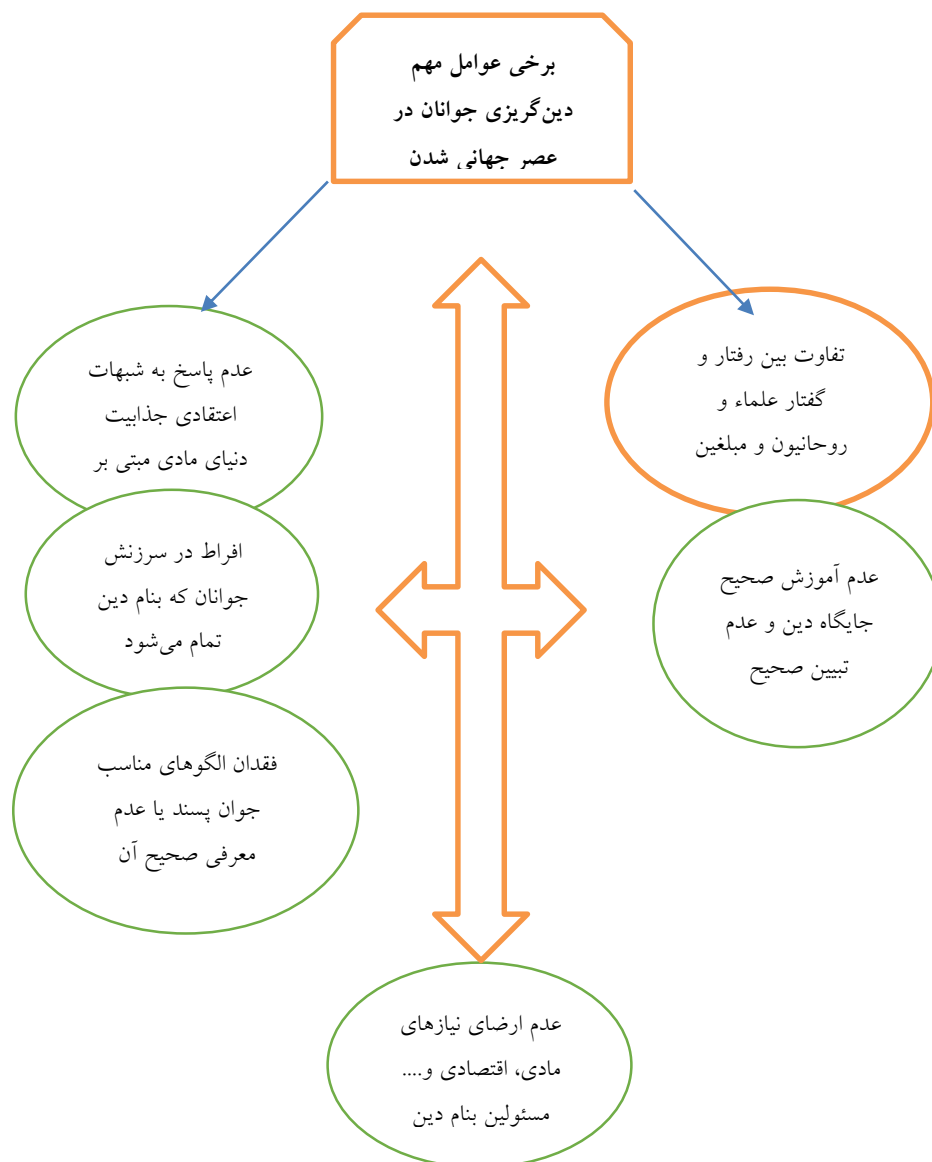 برخی عوامل مهم
دین‌گریزی جوانان در
عصر جهانی شدن
تفاوت بین رفتار و
گفتار علماء و
روحانیون و مبلغین
عدم آموزش صحیح
جایگاه دین و عدم
تبیین صحیح
عدم پاسخ به شبهات
اعتقادی جذابیت
دنیای مادی مبتی بر
افراط در سرزنش
جوانان که بنام دین
تمام می‌شود
فقدان الگوهای مناسب
جوان پسند یا عدم
معرفی صحیح آن
عدم ارضای نیازهای
مادی، اقتصادی و....
مسئولین بنام دین